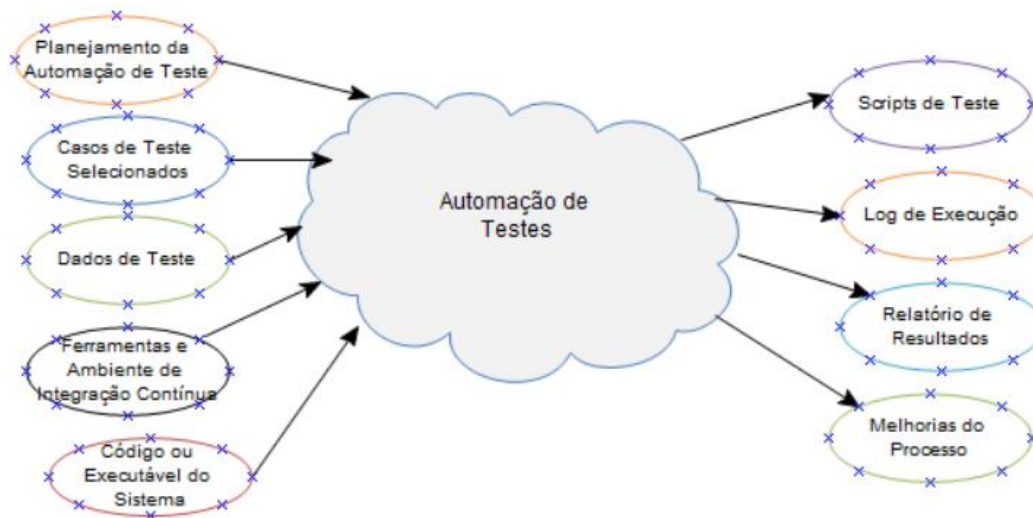 Planejamento da
Automação de Teste
Casos de Teste
Selecionados
Dados de Teste
Ferramentas e
Ambiente de
Integração Contínua
Código ou
Executável do
Sistema
Automação de
Testes
Scripts de Teste
Log de Execução
Relatório de
Resultados
Melhorias do
Processo